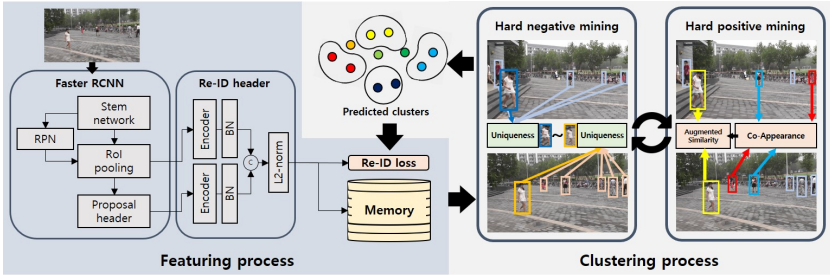 Faster RCNN
Stem
network
RPN
RoI
pooling
Proposal
header
Re-ID header
Encoder
BN
Encoder
BN
C
L2-norm
Predicted clusters
Re-ID loss
Memory
Featuring process
Hard negative mining
Uniqueness
~
Uniqueness
Hard positive mining
Augmented
Similarity
Co-Appearance
Clustering process